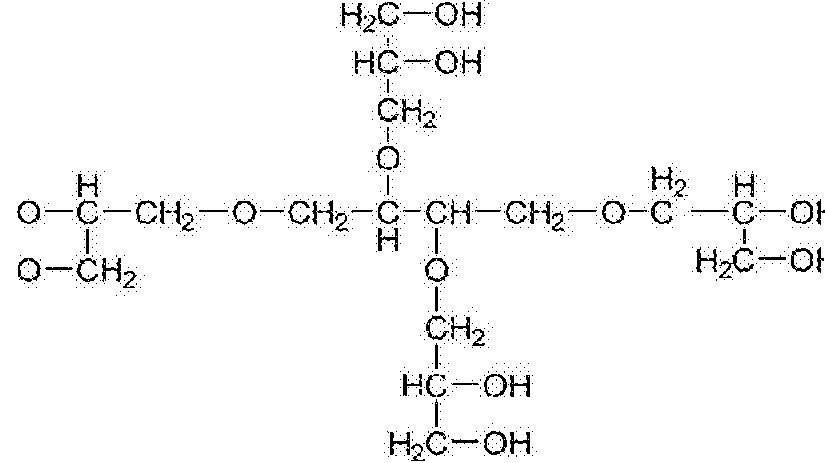 H₂C—OH
HC—OH
CH₂
O
H₂
H H
O—C—CH₂—O—CH₂—C—CH—CH₂—O—C—C—OH
H
O—CH₂ O H₂C—OH
CH₂
HC—OH
H₂C—OH